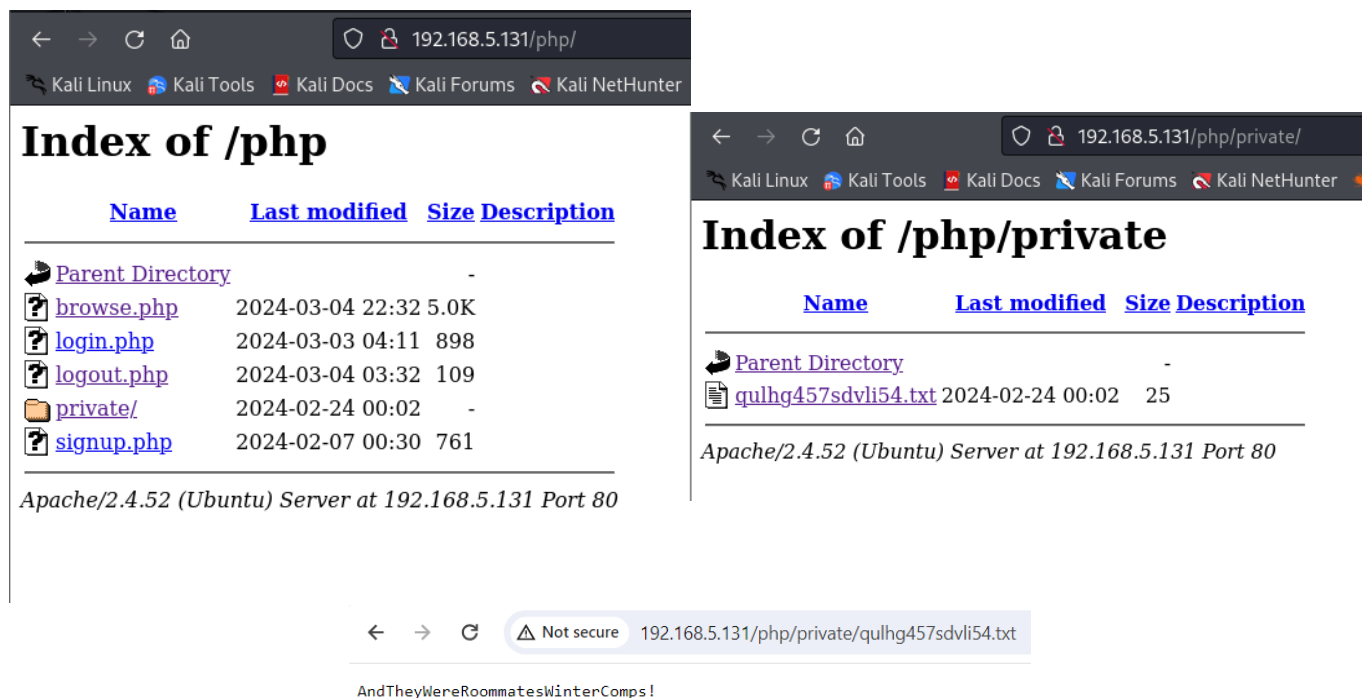 192.168.5.131/php/
Kali Linux Kali Tools Kali Docs Kali Forums Kali NetHunter
Index of /php
Name Last modified Size Description
Parent Directory -
browse.php 2024-03-04 22:32 5.0K
login.php 2024-03-03 04:11 898
logout.php 2024-03-04 03:32 109
private/ 2024-02-24 00:02 -
signup.php 2024-02-07 00:30 761
Apache/2.4.52 (Ubuntu) Server at 192.168.5.131 Port 80
192.168.5.131/php/private/
Kali Linux Kali Tools Kali Docs Kali Forums Kali NetHunter
Index of /php/private
Name Last modified Size Description
Parent Directory -
qulhg457sdvli54.txt 2024-02-24 00:02 25
Apache/2.4.52 (Ubuntu) Server at 192.168.5.131 Port 80
Not secure 192.168.5.131/php/private/qulhg457sdvli54.txt
AndTheyWereRoommatesWinterComps!